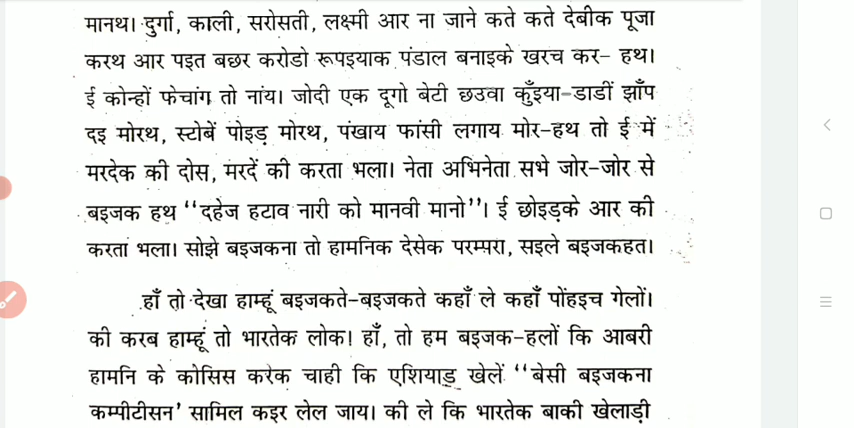 मानथ। दुर्गा, काली, सरोसती, लक्ष्मी आर ना जाने कते कते देबीक पूजा
करथ आर पइत बछर करोडो रूपइयाक पंडाल बनाइके खरच कर- हथ।
ई कोन्हों फेचांग तो नांय। जोदी एक दूगो बेटी छउवा कुँइया-डाडीं झाँप
दइ मोरथ, स्टोबें पोइड़ मोरथ, पंखाय फांसी लगाय मोर-हथ तो ई में
मरदेक की दोस, मरदें की करता भला। नेता अभिनेता सभे जोर-जोर से
बइजक हथ ‘‘दहेज हटाव नारी को मानवी मानो’’। ई छोइड़के आर की
करता भला। सोझे बइजकना तो हामनिक देसेक परम्परा, सइले बइजकहत।
हाँ तो देखा हाम्हूं बइजकते-बइजकते कहाँ ले कहाँ पोंहइच गेलों।
की करब हाम्हूं तो भारतेक लोक! हाँ, तो हम बइजक-हलों कि आबरी
हामनि के कोसिस करेक चाही कि एशियाड़ खेलें ‘‘बेसी बइजकना
कम्पीटीसन’ सामिल कइर लेल जाय। की ले कि भारतेक बाकी खेलाड़ी